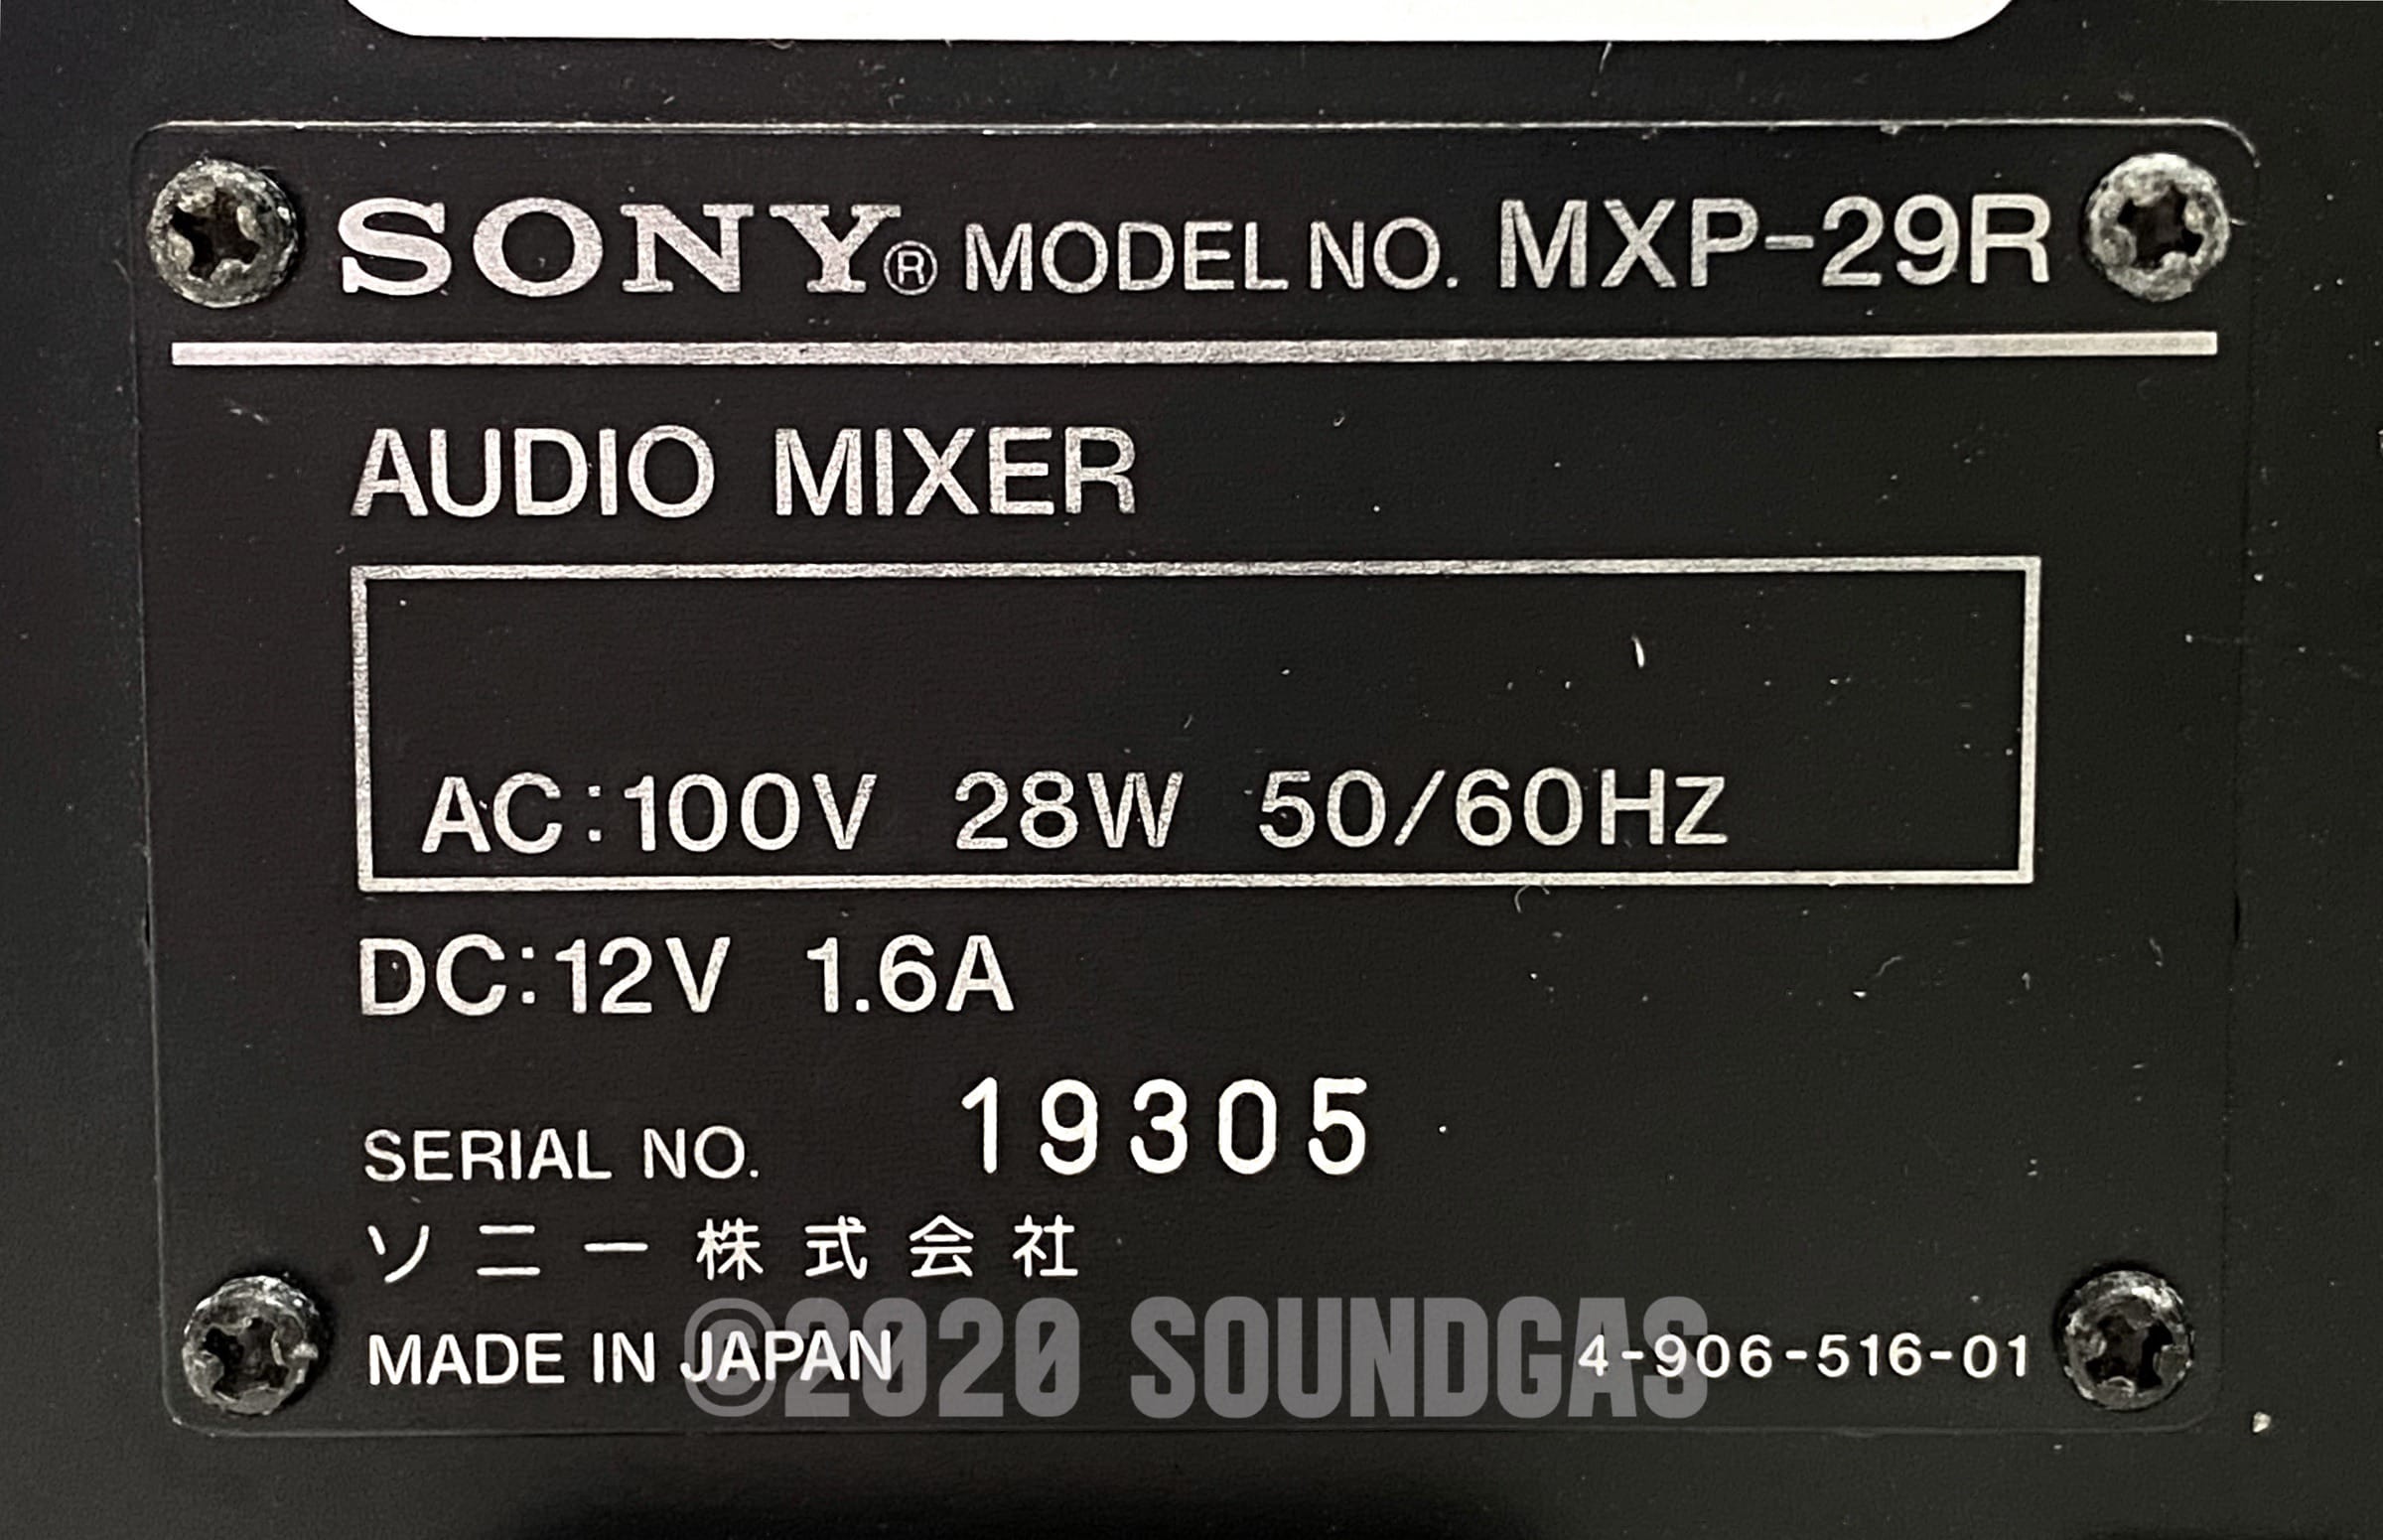 SONY® MODEL NO. MXP-29R
AUDIO MIXER
AC:100V 28W 50/60HZ
DC:12V 1.6A
SERIAL NO. 19305
ソニー株式会社
MADE IN JAPAN 4-906-516-01
©2020 SOUNDGAS